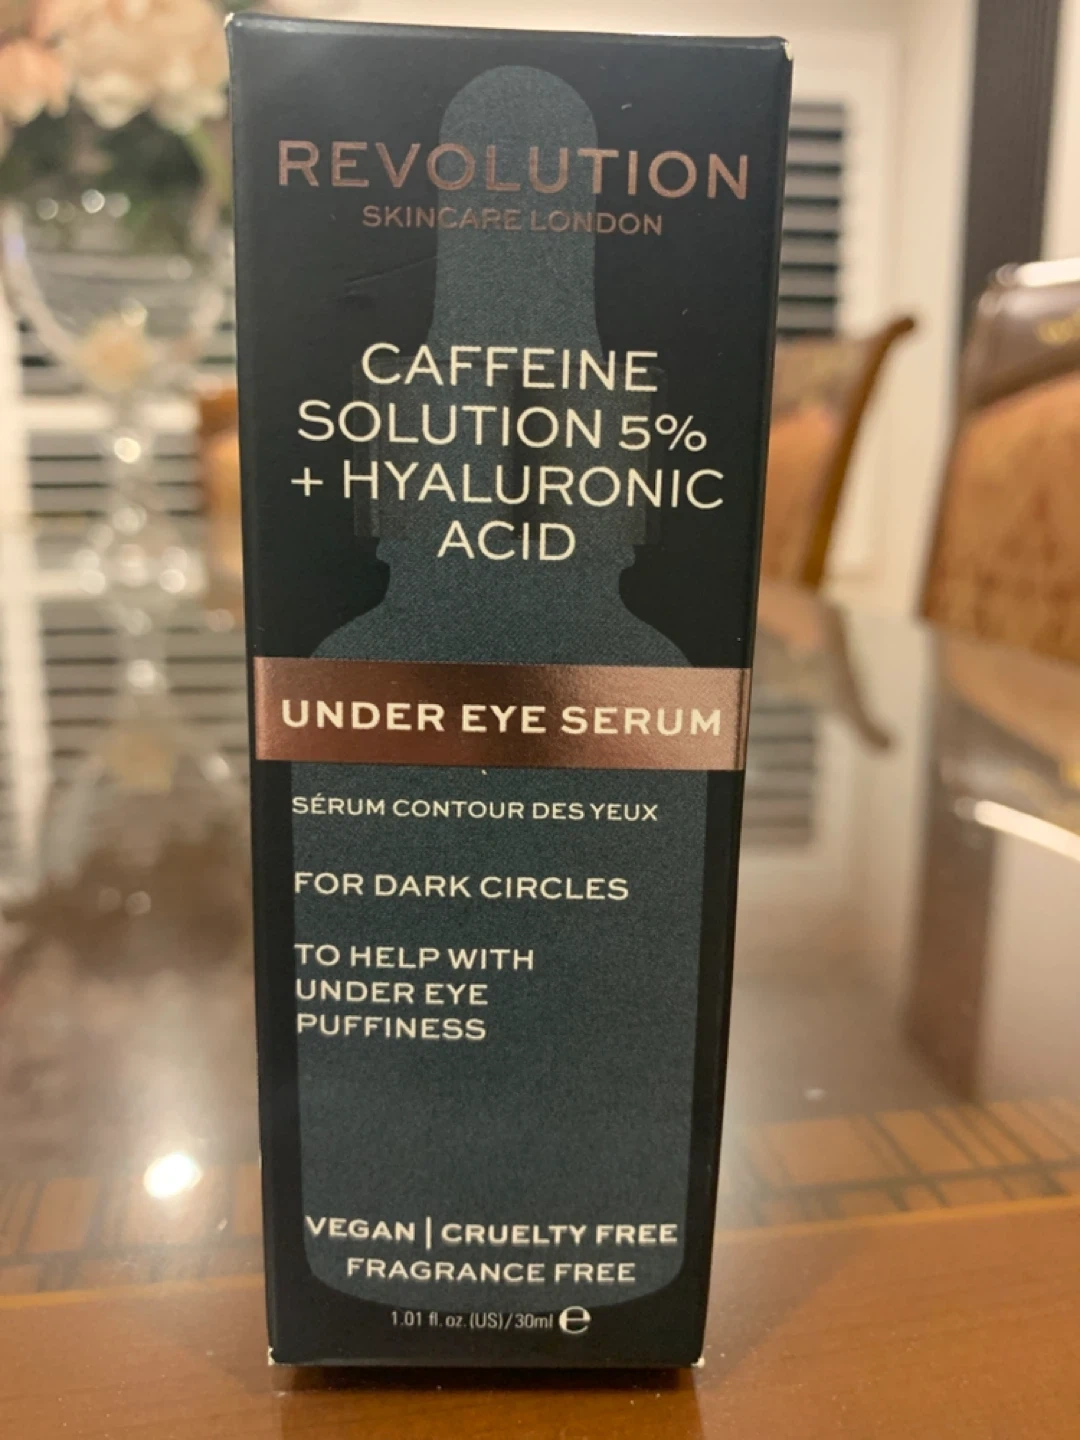 REVOLUTION
SKINCARE LONDON
CAFFEINE
SOLUTION 5%
+ HYALURONIC
ACID
UNDER EYE SERUM
SÉRUM CONTOUR DES YEUX
FOR DARK CIRCLES
TO HELP WITH
UNDER EYE
PUFFINESS
VEGAN | CRUELTY FREE
FRAGRANCE FREE
1.01 fl. oz. (US)/30ml ℮